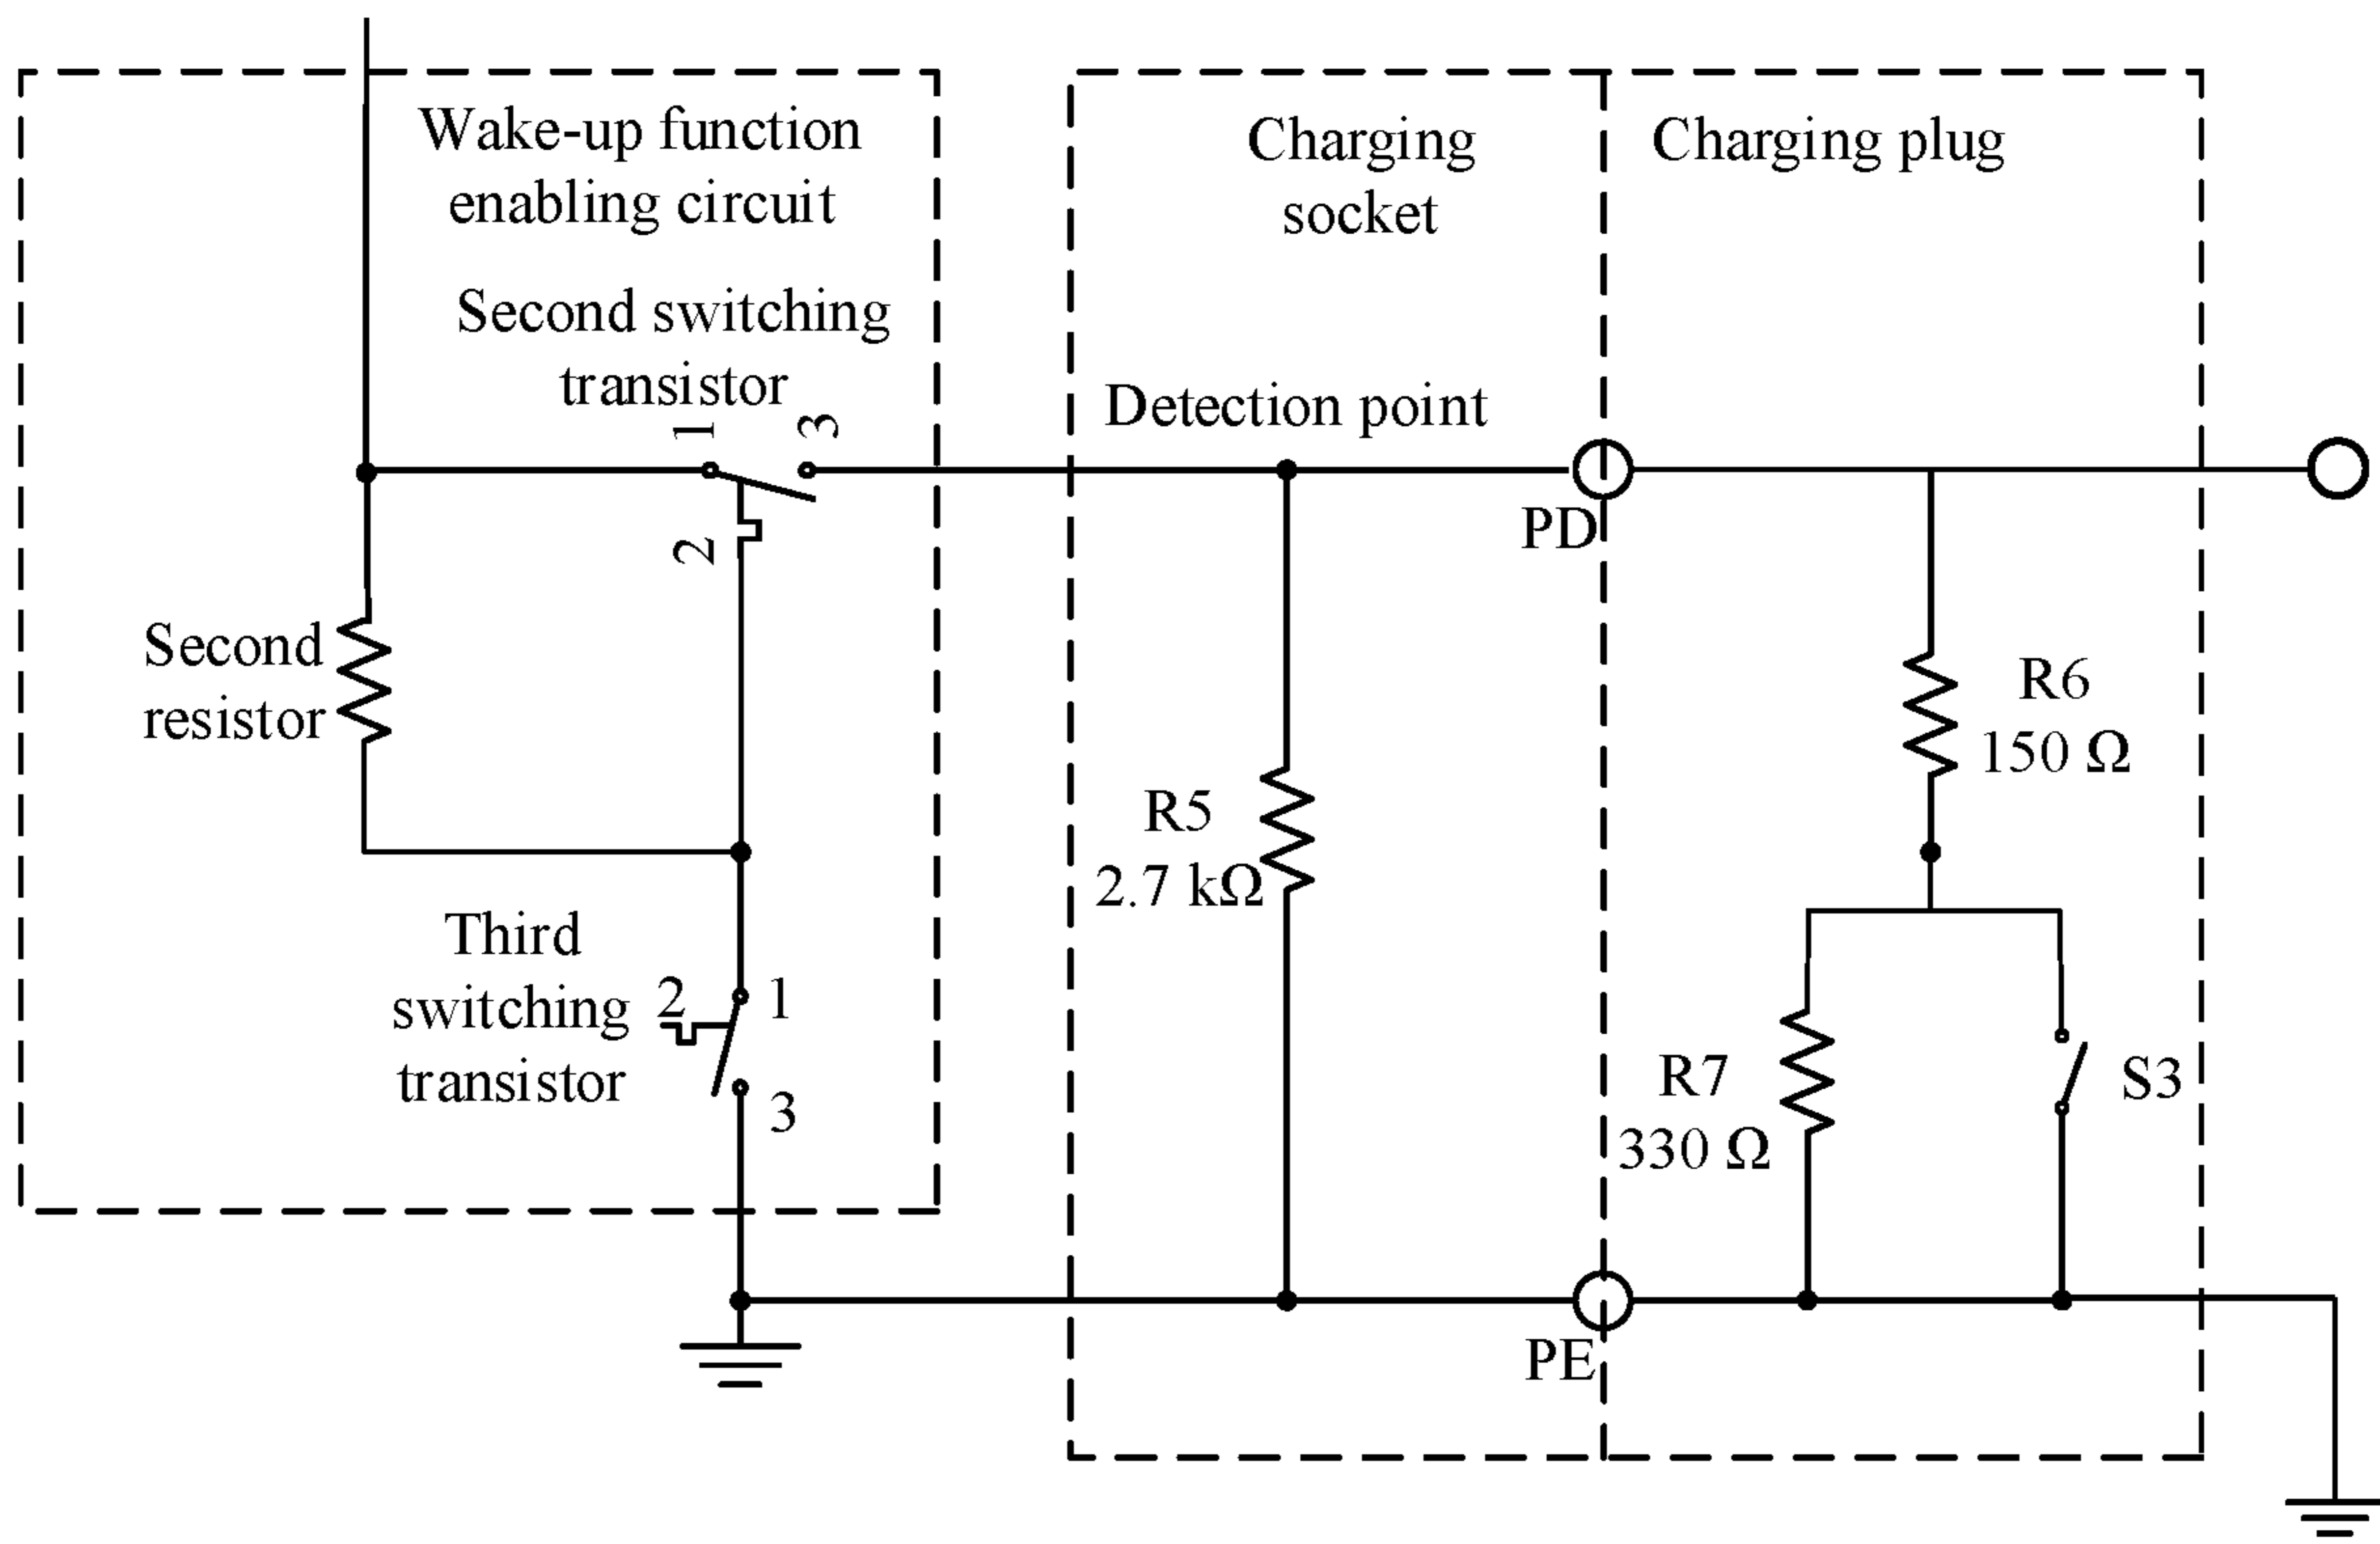 Wake-up function
enabling circuit
Second switching
transistor
1
3
2
Second
resistor
Third
switching
transistor
2
1
3
Charging
socket
Charging plug
Detection point
PD
R5
2.7 kΩ
R6
150 Ω
R7
330 Ω
S3
PE